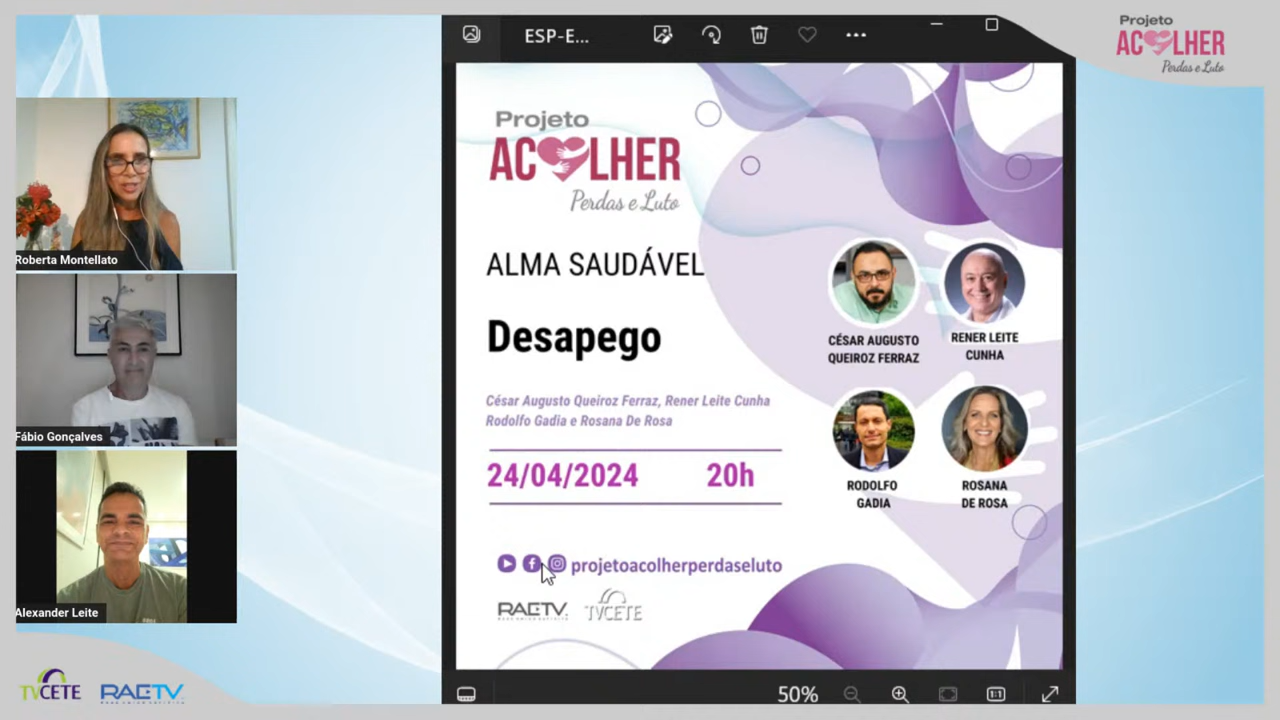 Projeto
ACOLHER
Perdas e Luto
ESP-E...
Projeto
ACOLHER
Perdas e Luto
ALMA SAUDÁVEL
Desapego
César Augusto Queiroz Ferraz, Rener Leite Cunha
Rodolfo Gadia e Rosana De Rosa
24/04/2024 20h
projetoacolherperdaseluto
RAETV
TVCETE
CÉSAR AUGUSTO
QUEIROZ FERRAZ
RENER LEITE
CUNHA
RODOLFO
GADIA
ROSANA
DE ROSA
Roberta Montellato
Fábio Gonçalves
Alexander Leite
TVCETE
RAETV
50%
1:1